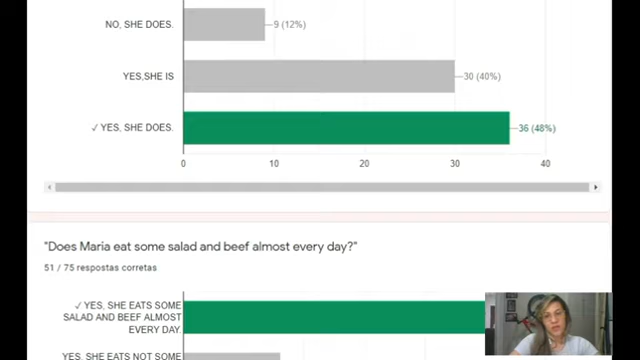 NO, SHE DOES.
9 (12%)
YES,SHE IS
30 (40%)
✓ YES, SHE DOES.
36 (48%)
0
10
20
30
40
"Does Maria eat some salad and beef almost every day?"
51 / 75 respostas corretas
✓ YES, SHE EATS SOME
SALAD AND BEEF ALMOST
EVERY DAY.
YES, SHE EATS NOT SOME